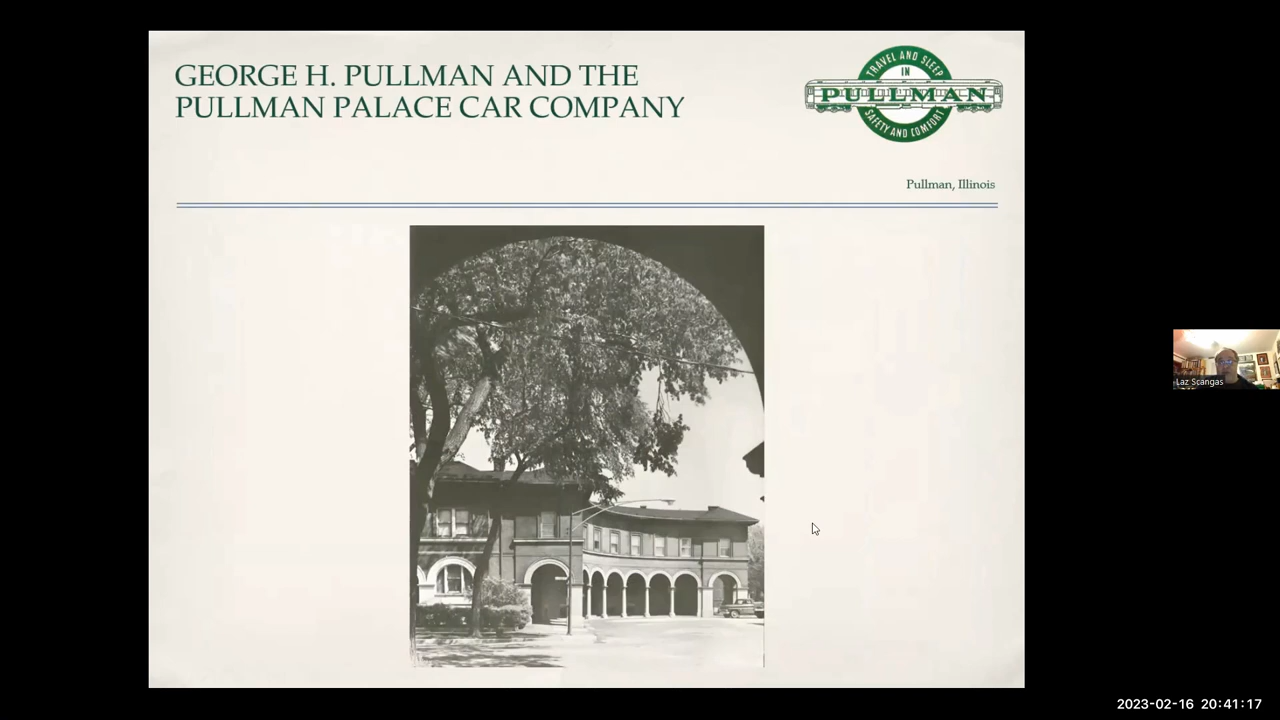 GEORGE H. PULLMAN AND THE
PULLMAN PALACE CAR COMPANY
TRAVEL AND SLEEP
IN
PULLMAN
SAFETY AND COMFORT
Pullman, Illinois
Laz Scangas
2023-02-16 20:41:17